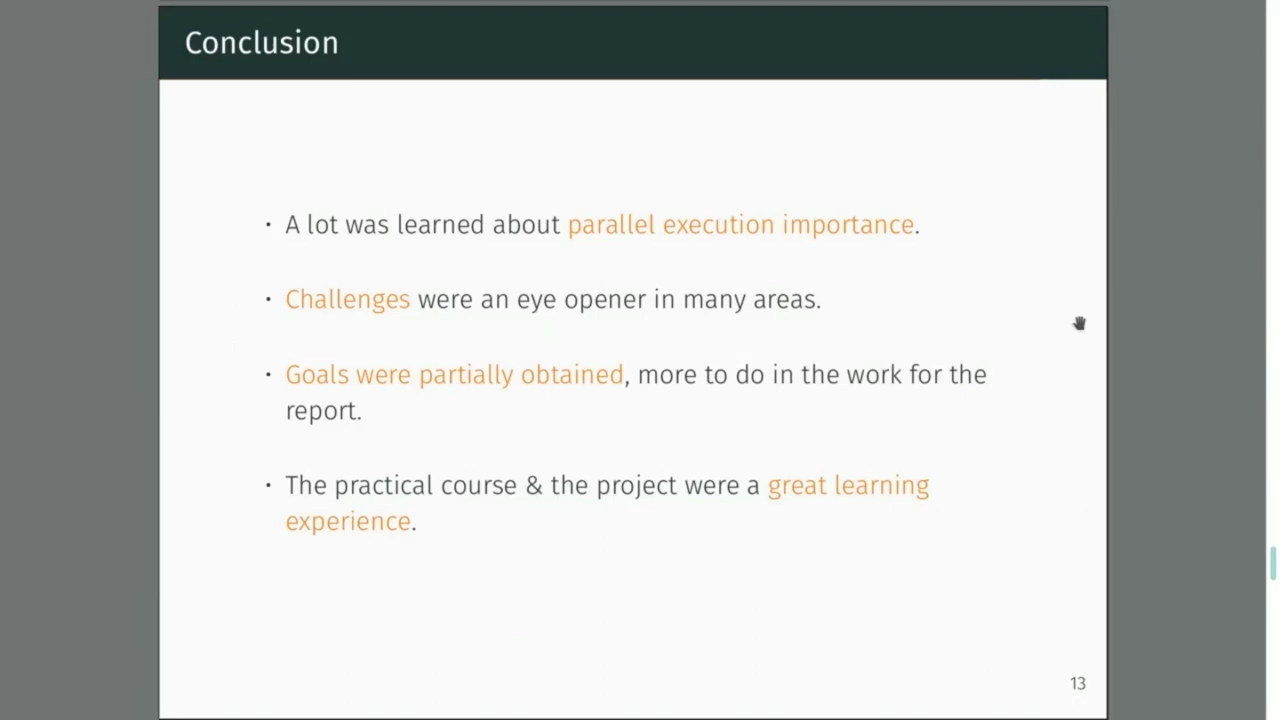 Conclusion
· A lot was learned about parallel execution importance.
· Challenges were an eye opener in many areas.
· Goals were partially obtained, more to do in the work for the
report.
· The practical course & the project were a great learning
experience.
13